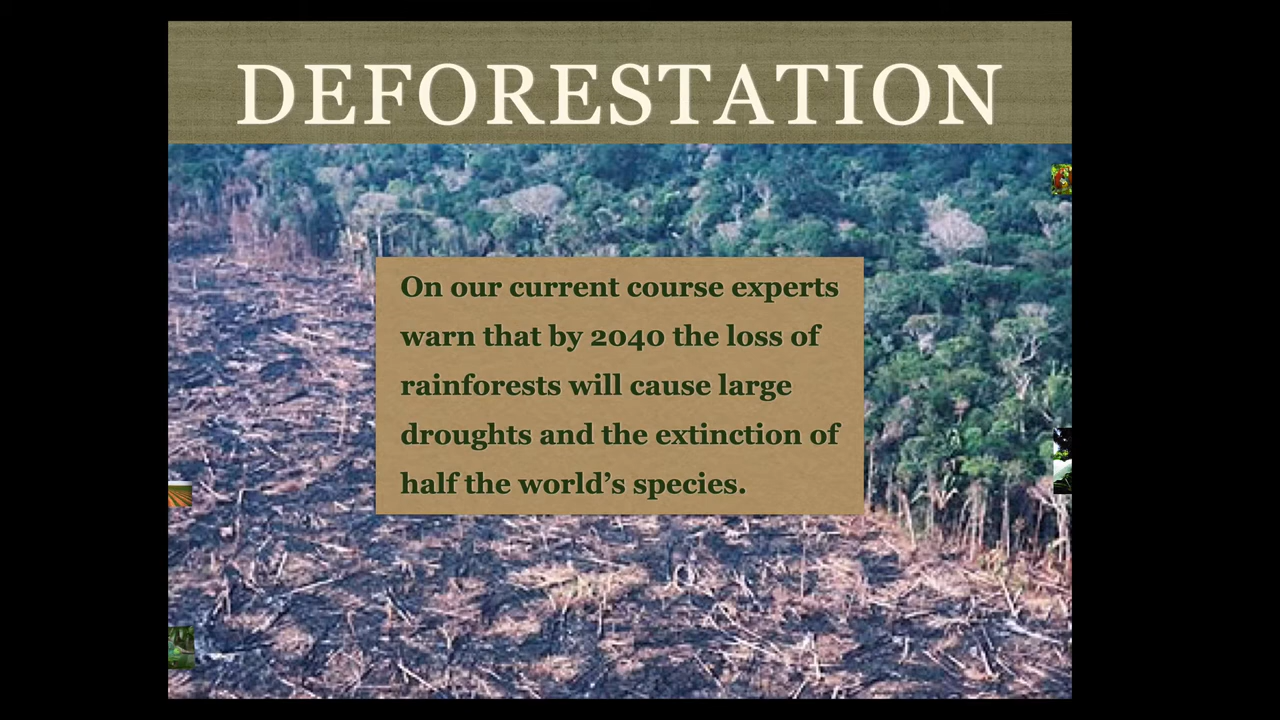 DEFORESTATION
On our current course experts
warn that by 2040 the loss of
rainforests will cause large
droughts and the extinction of
half the world’s species.